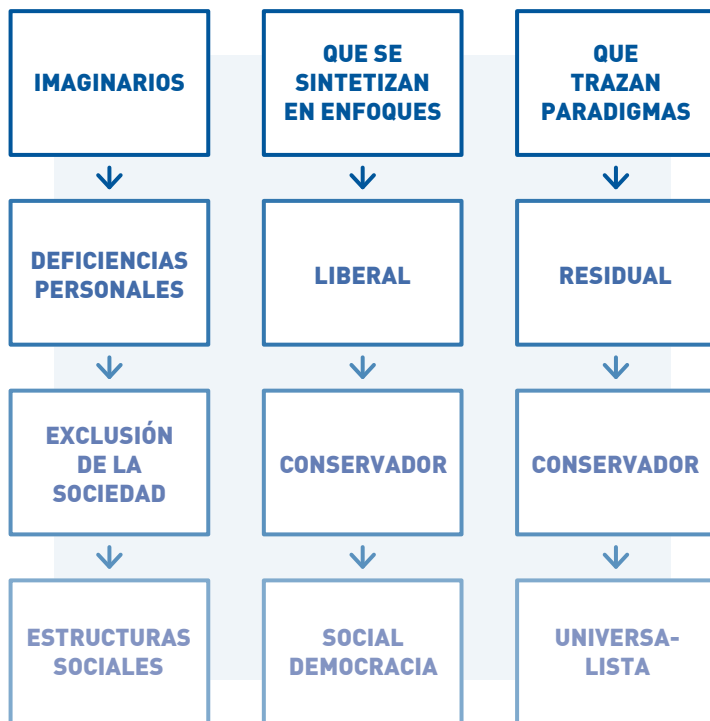 IMAGINARIOS
QUE SE
SINTETIZAN
EN ENFOQUES
QUE
TRAZAN
PARADIGMAS
DEFICIENCIAS
PERSONALES
LIBERAL
RESIDUAL
EXCLUSIÓN
DE LA
SOCIEDAD
CONSERVADOR
CONSERVADOR
ESTRUCTURAS
SOCIALES
SOCIAL
DEMOCRACIA
UNIVERSA-
LISTA